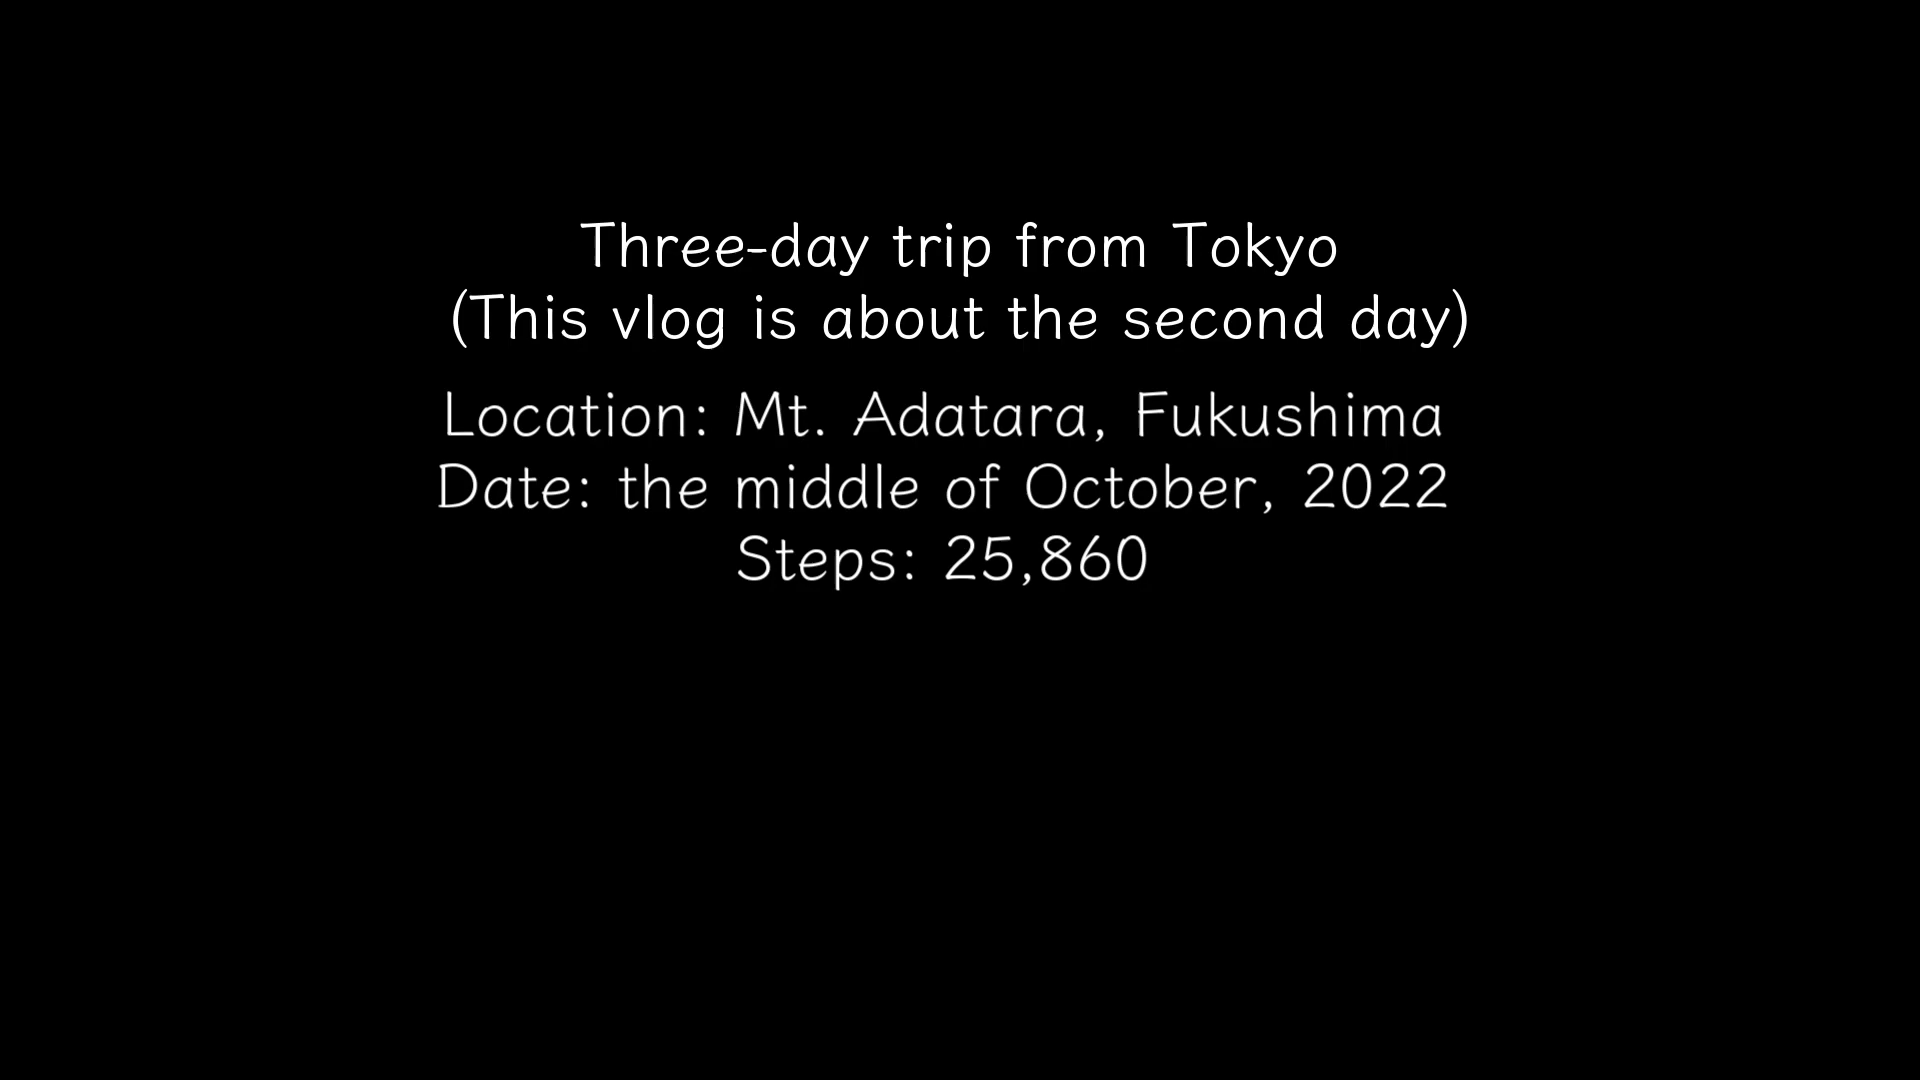 Three-day trip from Tokyo
(This vlog is about the second day)
Location: Mt. Adatara, Fukushima
Date: the middle of October, 2022
Steps: 25,860